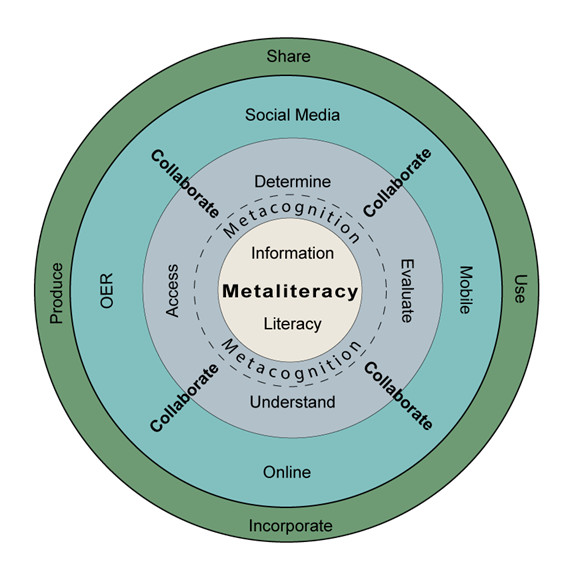 Share
Social Media
Collaborate
Collaborate
Determine
Metacognition
Information
Produce
OER
Access
Metaliteracy
Evaluate
Mobile
Use
Literacy
Metacognition
Collaborate
Collaborate
Understand
Online
Incorporate